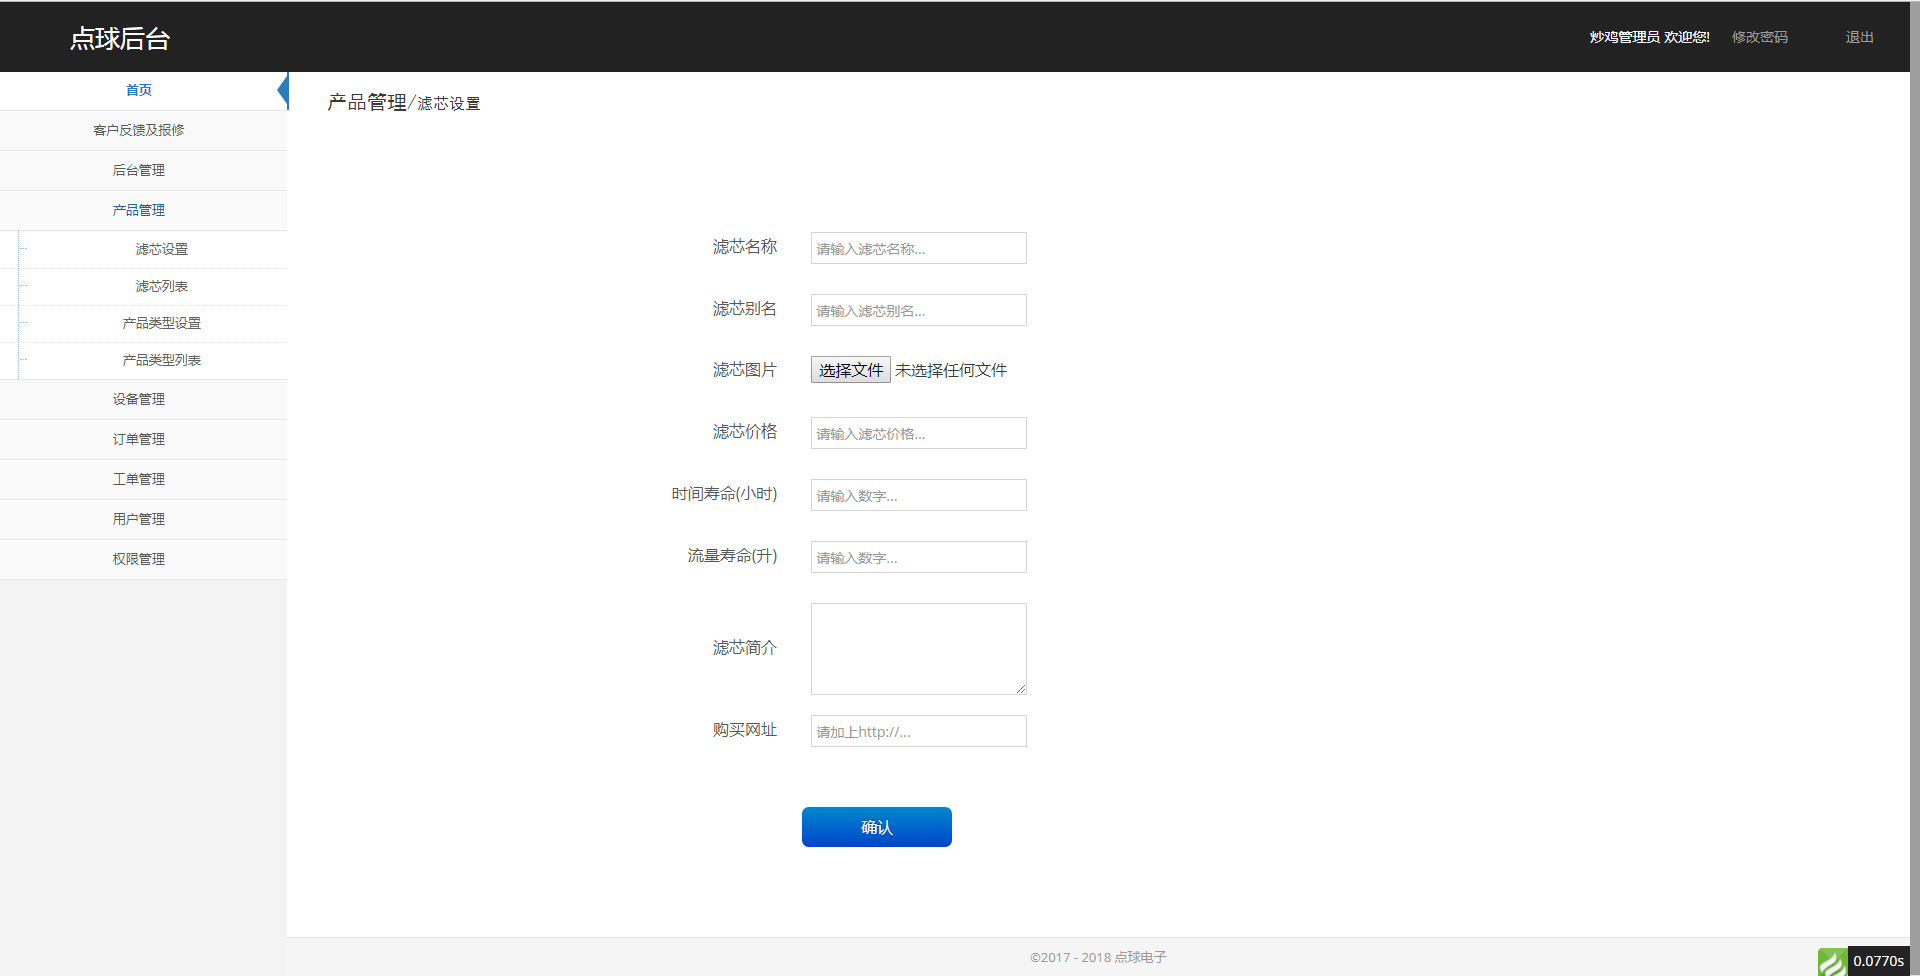 点球后台
炒鸡管理员 欢迎您! 修改密码 退出
首页
客户反馈及报修
后台管理
产品管理
滤芯设置
滤芯列表
产品类型设置
产品类型列表
设备管理
订单管理
工单管理
用户管理
权限管理
产品管理/滤芯设置
滤芯名称 请输入滤芯名称...
滤芯别名 请输入滤芯别名...
滤芯图片 选择文件 未选择任何文件
滤芯价格 请输入滤芯价格...
时间寿命(小时) 请输入数字...
流量寿命(升) 请输入数字...
滤芯简介
购买网址 请加上http://...
确认
©2017 - 2018 点球电子
0.0770s